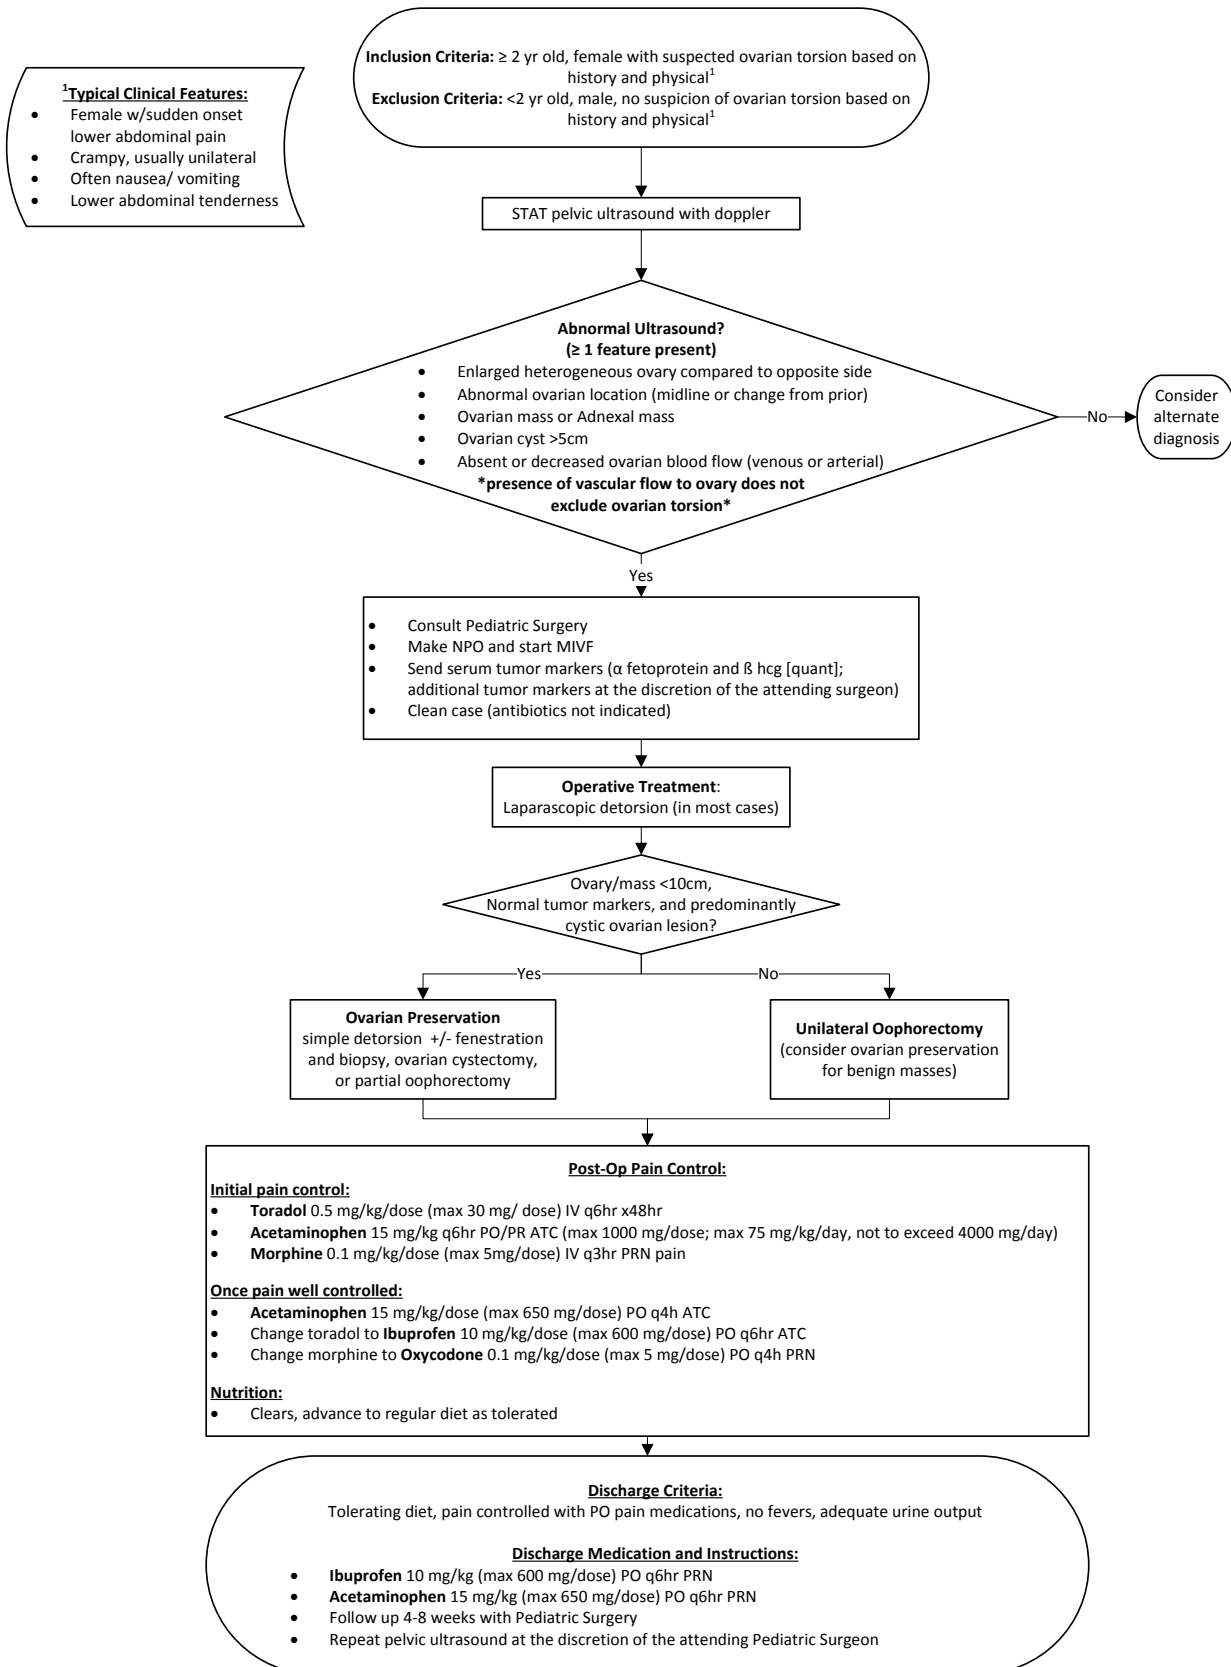 Inclusion Criteria: ≥ 2 yr old, female with suspected ovarian torsion based on
history and physical1
Exclusion Criteria: <2 yr old, male, no suspicion of ovarian torsion based on
history and physical1
1Typical Clinical Features:
• Female w/sudden onset
lower abdominal pain
• Crampy, usually unilateral
• Often nausea/ vomiting
• Lower abdominal tenderness
STAT pelvic ultrasound with doppler
Abnormal Ultrasound?
(≥ 1 feature present)
• Enlarged heterogeneous ovary compared to opposite side
• Abnormal ovarian location (midline or change from prior)
• Ovarian mass or Adnexal mass
• Ovarian cyst >5cm
• Absent or decreased ovarian blood flow (venous or arterial)
*presence of vascular flow to ovary does not
exclude ovarian torsion*
No
Consider
alternate
diagnosis
Yes
• Consult Pediatric Surgery
• Make NPO and start MIVF
• Send serum tumor markers (α fetoprotein and ß hcg [quant];
additional tumor markers at the discretion of the attending surgeon)
• Clean case (antibiotics not indicated)
Operative Treatment:
Laparascopic detorsion (in most cases)
Ovary/mass <10cm,
Normal tumor markers, and predominantly
cystic ovarian lesion?
Yes
No
Ovarian Preservation
simple detorsion +/- fenestration
and biopsy, ovarian cystectomy,
or partial oophorectomy
Unilateral Oophorectomy
(consider ovarian preservation
for benign masses)
Post-Op Pain Control:
Initial pain control:
• Toradol 0.5 mg/kg/dose (max 30 mg/ dose) IV q6hr x48hr
• Acetaminophen 15 mg/kg q6hr PO/PR ATC (max 1000 mg/dose; max 75 mg/kg/day, not to exceed 4000 mg/day)
• Morphine 0.1 mg/kg/dose (max 5mg/dose) IV q3hr PRN pain
Once pain well controlled:
• Acetaminophen 15 mg/kg/dose (max 650 mg/dose) PO q4h ATC
• Change toradol to Ibuprofen 10 mg/kg/dose (max 600 mg/dose) PO q6hr ATC
• Change morphine to Oxycodone 0.1 mg/kg/dose (max 5 mg/dose) PO q4h PRN
Nutrition:
• Clears, advance to regular diet as tolerated
Discharge Criteria:
Tolerating diet, pain controlled with PO pain medications, no fevers, adequate urine output
Discharge Medication and Instructions:
• Ibuprofen 10 mg/kg (max 600 mg/dose) PO q6hr PRN
• Acetaminophen 15 mg/kg (max 650 mg/dose) PO q6hr PRN
• Follow up 4-8 weeks with Pediatric Surgery
• Repeat pelvic ultrasound at the discretion of the attending Pediatric Surgeon